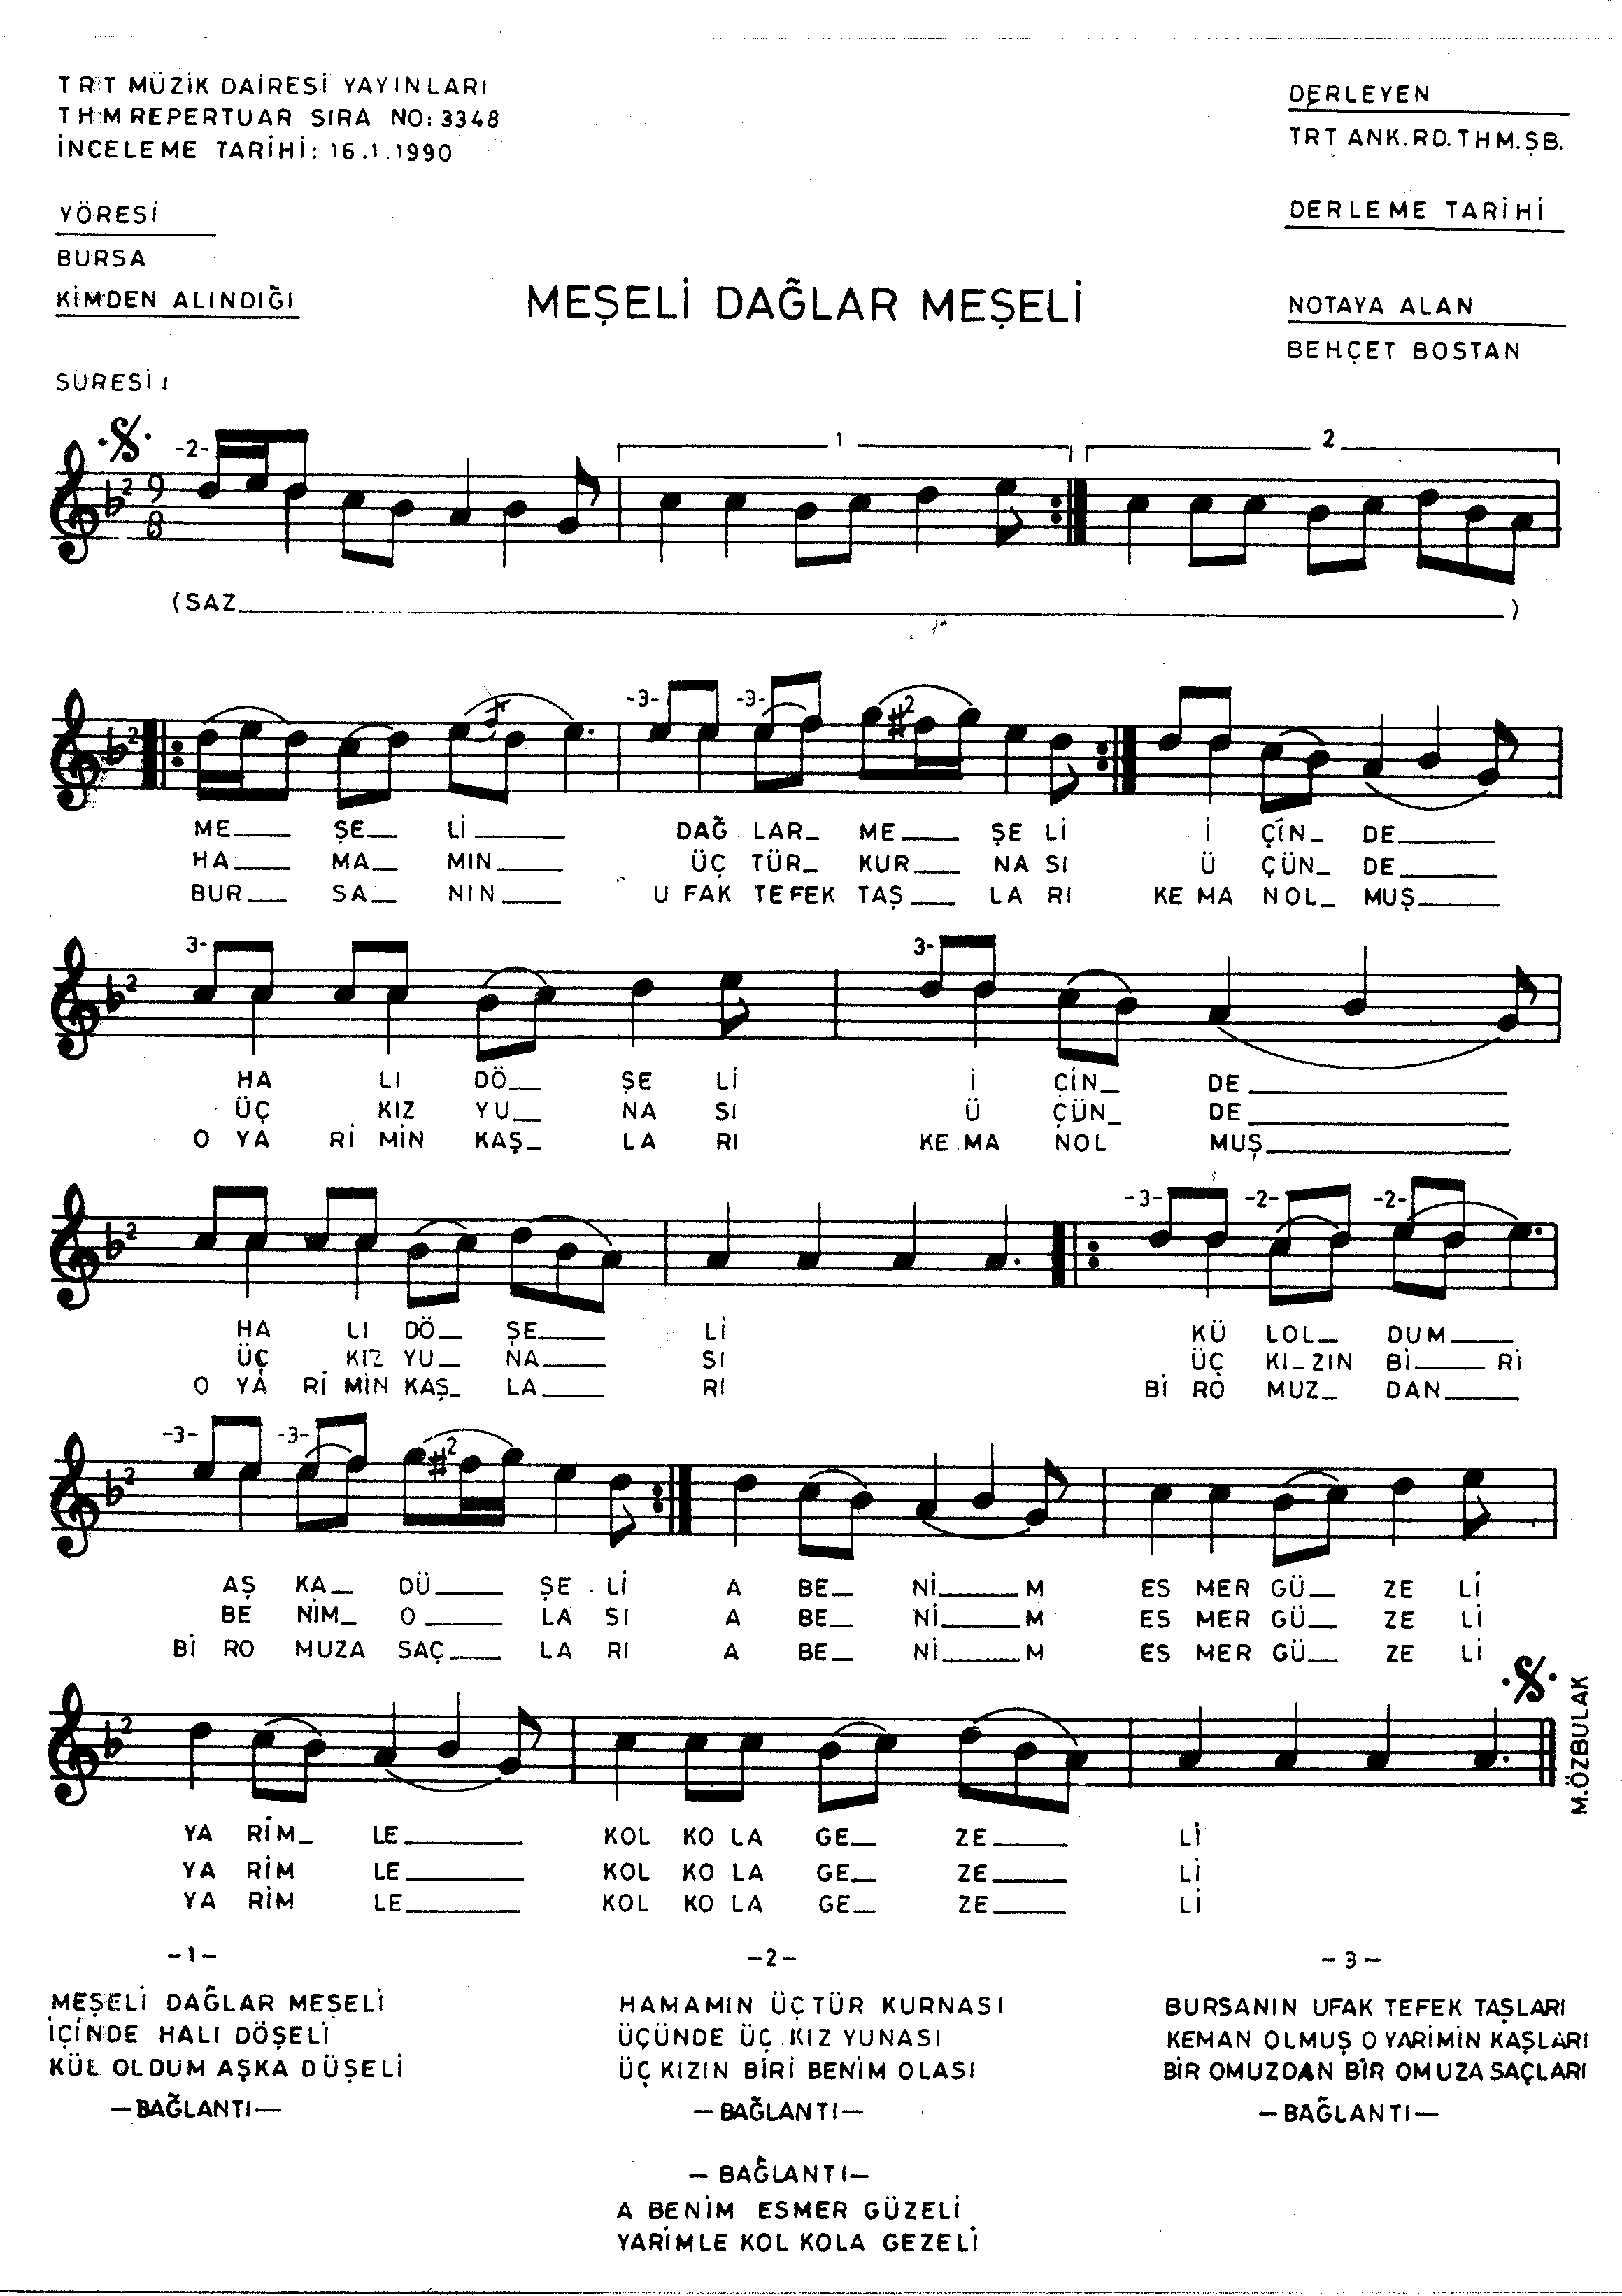 TRT MÜZİK DAİRESİ YAYINLARI
THM REPERTUAR SIRA NO: 3348
İNCELEME TARİHİ: 16.1.1990
DERLEYEN
TRT ANK.RD.THM.ŞB.
YÖRESİ
BURSA
DERLEME TARİHİ
KİMDEN ALINDIĞI
MEŞELİ DAĞLAR MEŞELİ
NOTAYA ALAN
BEHÇET BOSTAN
SÜRESİ :
-2- 1 2
9
8
(SAZ )
-3- -3-
ME ŞE Lİ DAĞ LAR ME ŞE Lİ İ ÇİN DE
HA MA MIN ÜÇ TÜR KUR NA SI Ü ÇÜN DE
BUR SA NIN U FAK TEFEK TAŞ LA RI KE MA NOL MUŞ
3- 3-
HA LI DÖ ŞE Lİ İ ÇİN DE
ÜÇ KIZ YU NA SI Ü ÇÜN DE
O YA Rİ MİN KAŞ LA RI KE MA NOL MUŞ
-3- -2- -2-
HA LI DÖ ŞE Lİ KÜ LOL DUM
ÜÇ KIZ YU NA SI ÜÇ KI ZIN Bİ Rİ
O YA Rİ MİN KAŞ LA RI Bİ RO MUZ DAN
-3- -3-
AŞ KA DÜ ŞE Lİ A BE Nİ M ES MER GÜ ZE Lİ
BE NİM O LA SI A BE Nİ M ES MER GÜ ZE Lİ
Bİ RO MUZA SAÇ LA RI A BE Nİ M ES MER GÜ ZE Lİ
M.ÖZBULAK
YA RİM LE KOL KO LA GE ZE Lİ
YA RİM LE KOL KO LA GE ZE Lİ
YA RİM LE KOL KO LA GE ZE Lİ
-1-
MEŞELİ DAĞLAR MEŞELİ
İÇİNDE HALI DÖŞELİ
KÜL OLDUM AŞKA DÜŞELİ
—BAĞLANTI—
-2-
HAMAMIN ÜÇ TÜR KURNASI
ÜÇÜNDE ÜÇ KIZ YUNASI
ÜÇ KIZIN BİRİ BENİM OLASI
—BAĞLANTI—
-3-
BURSANIN UFAK TEFEK TAŞLARI
KEMAN OLMUŞ O YARİMİN KAŞLARI
BİR OMUZDAN BİR OMUZA SAÇLARI
—BAĞLANTI—
—BAĞLANTI—
A BENİM ESMER GÜZELİ
YARİMLE KOL KOLA GEZELİ